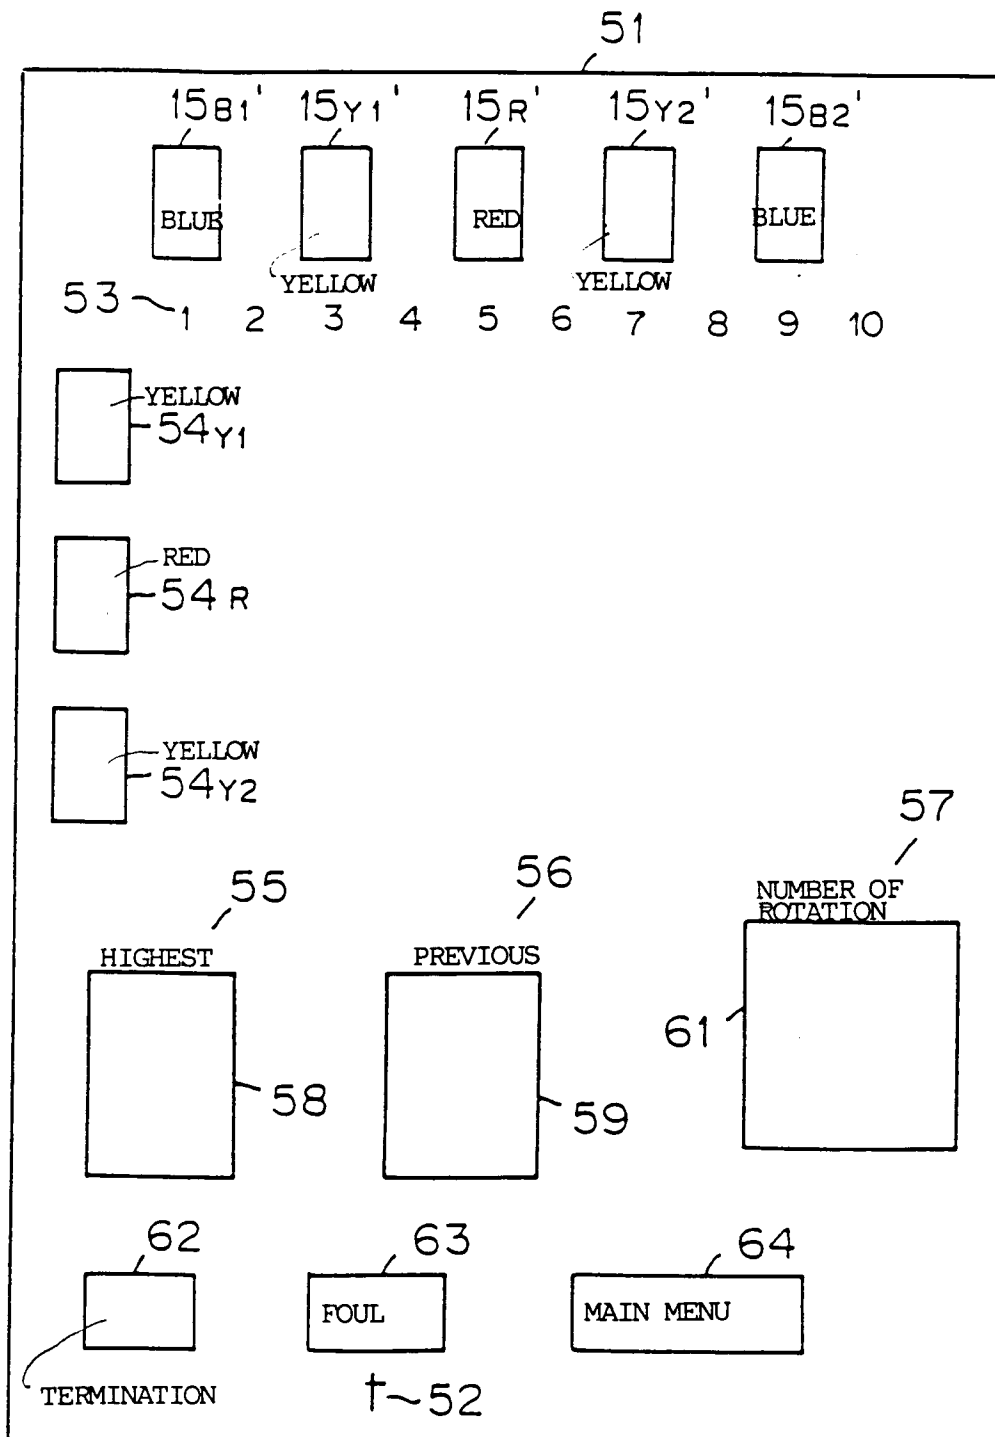 51
15B1' 15Y1' 15R' 15Y2' 15B2'
BLUE RED BLUE
YELLOW YELLOW
53 1 2 3 4 5 6 7 8 9 10
YELLOW
54Y1
RED
54R
YELLOW
54Y2
57
55 56 NUMBER OF
ROTATION
HIGHEST PREVIOUS
61
58 59
62 63 64
FOUL MAIN MENU
TERMINATION † 52